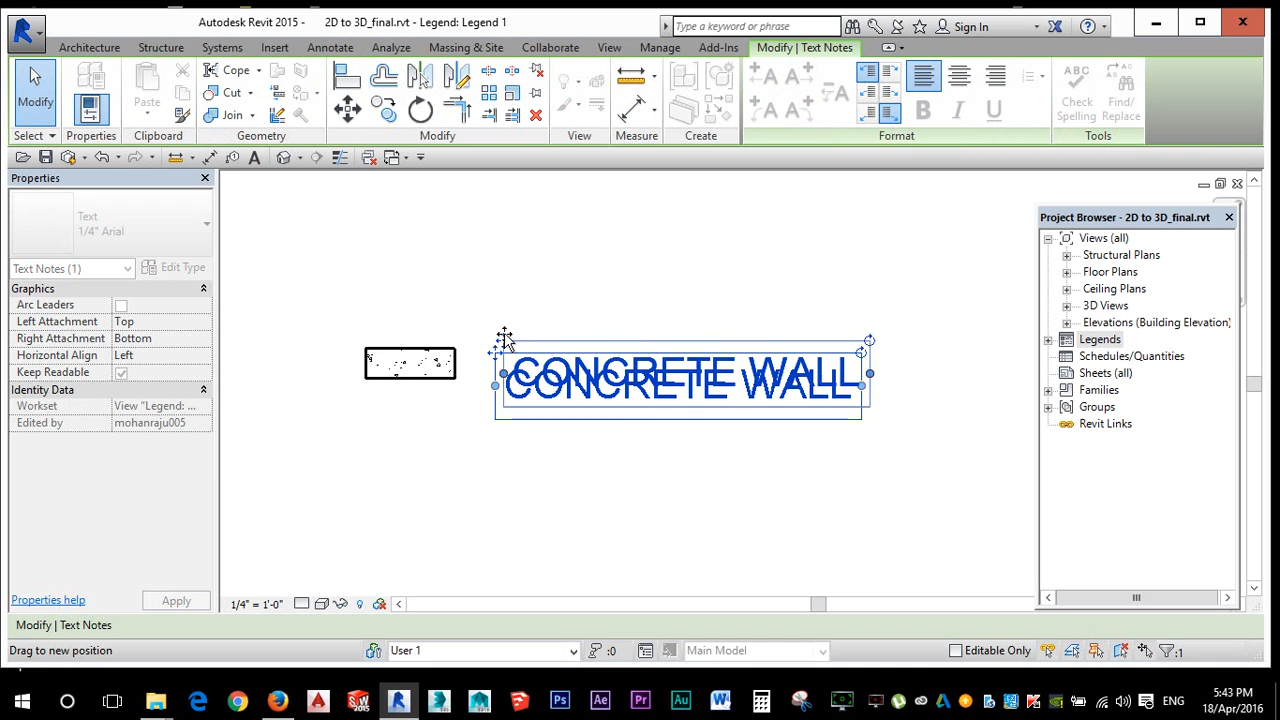 Autodesk Revit 2015 - 2D to 3D_final.rvt - Legend: Legend 1
Type a keyword or phrase
Sign In
Architecture Structure Systems Insert Annotate Analyze Massing & Site Collaborate View Manage Add-Ins Modify | Text Notes
Modify
Paste
Cope
Cut
Join
Check Spelling
Find/ Replace
B I U
Select Properties Clipboard Geometry Modify View Measure Create Format Tools
Properties
Text
1/4" Arial
Text Notes (1)
Edit Type
Graphics
Arc Leaders
Left Attachment Top
Right Attachment Bottom
Horizontal Align Left
Keep Readable
Identity Data
Workset View "Legend: ...
Edited by mohanraju005
Properties help
Apply
CONCRETE WALL
CONCRETE WALL
Project Browser - 2D to 3D_final.rvt
Views (all)
Structural Plans
Floor Plans
Ceiling Plans
3D Views
Elevations (Building Elevation)
Legends
Schedules/Quantities
Sheets (all)
Families
Groups
Revit Links
1/4" = 1'-0"
Modify | Text Notes
Drag to new position
User 1
:0
Main Model
Editable Only
:1
ENG
5:43 PM
18/Apr/2016